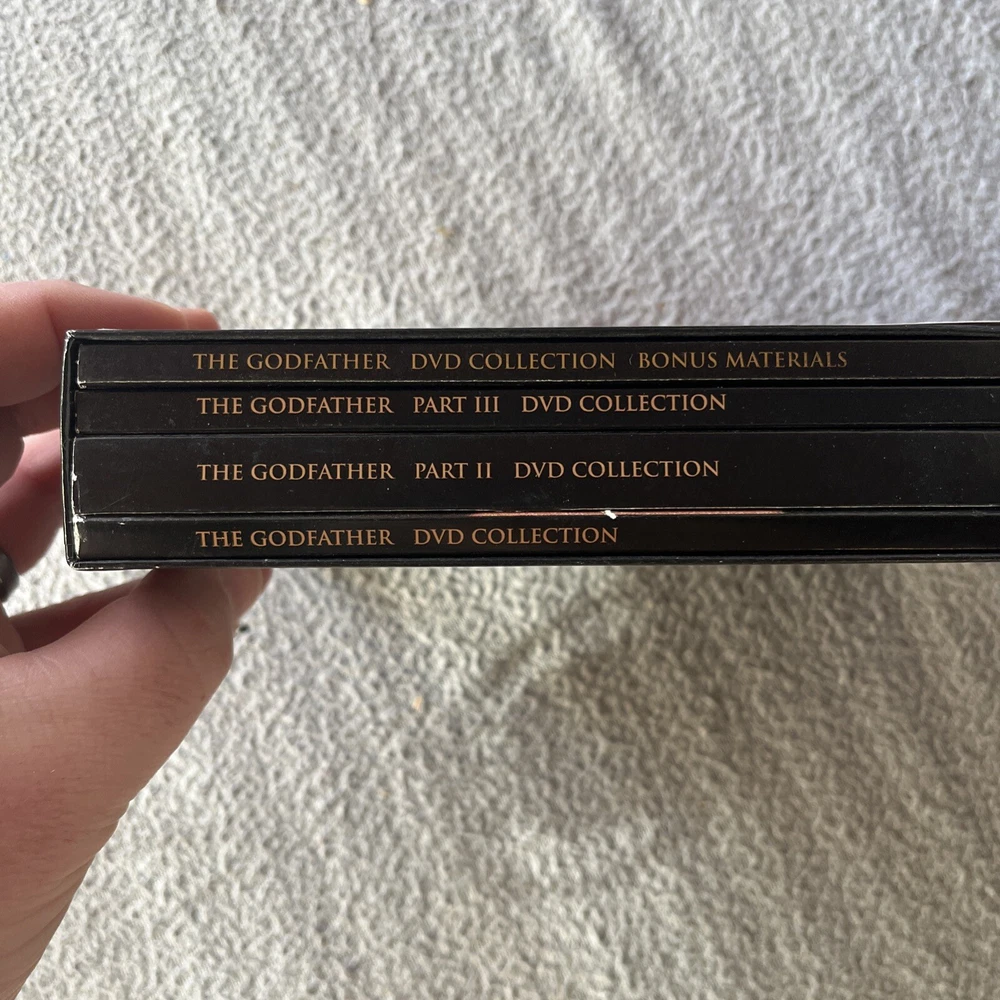 THE GODFATHER DVD COLLECTION BONUS MATERIALS
THE GODFATHER PART III DVD COLLECTION
THE GODFATHER PART II DVD COLLECTION
THE GODFATHER DVD COLLECTION